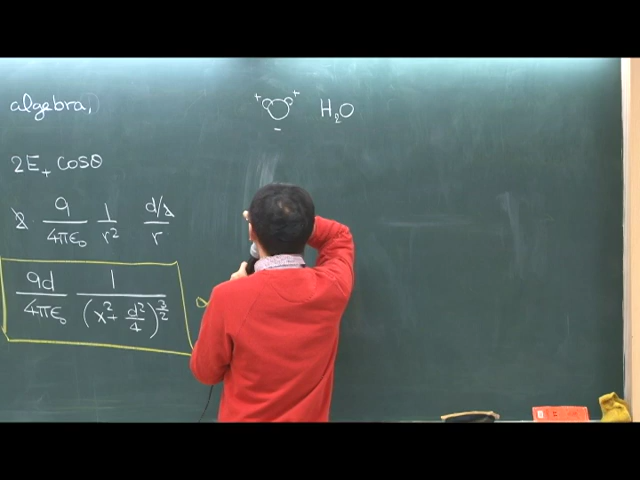 algebra,
+ + H₂O
-
2E₊ cosθ
2 q/4πε₀ 1/r² d/2/r
qd/4πε₀ 1/(x²+d²/4)^3/2 ∝